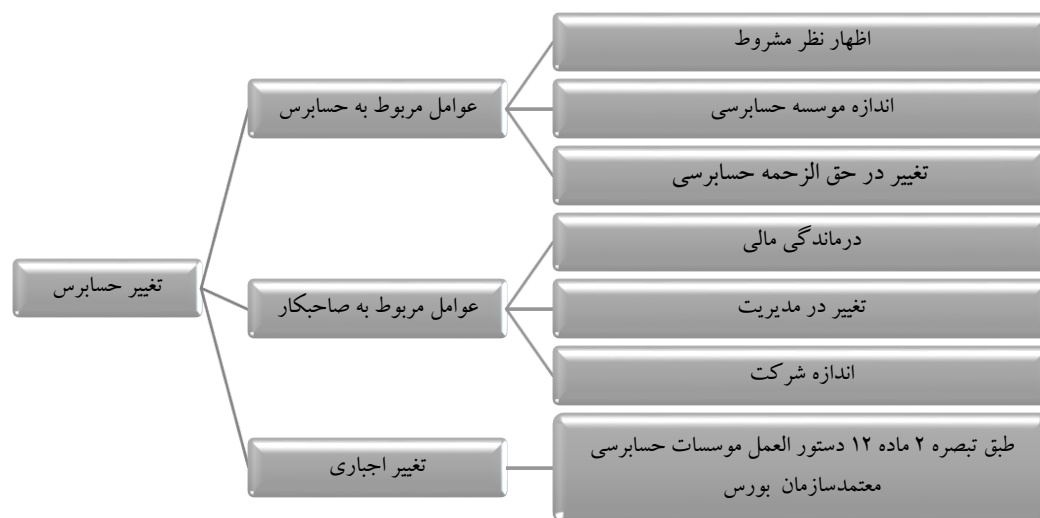 تغییر حسابرس
عوامل مربوط به حسابرس
اظهار نظر مشروط
اندازه موسسه حسابرسی
تغییر در حق الزحمه حسابرسی
عوامل مربوط به صاحبکار
درماندگی مالی
تغییر در مدیریت
اندازه شرکت
تغییر اجباری
طبق تبصره ۲ ماده ۱۲ دستور العمل موسسات حسابرسی
معتمدسازمان بورس